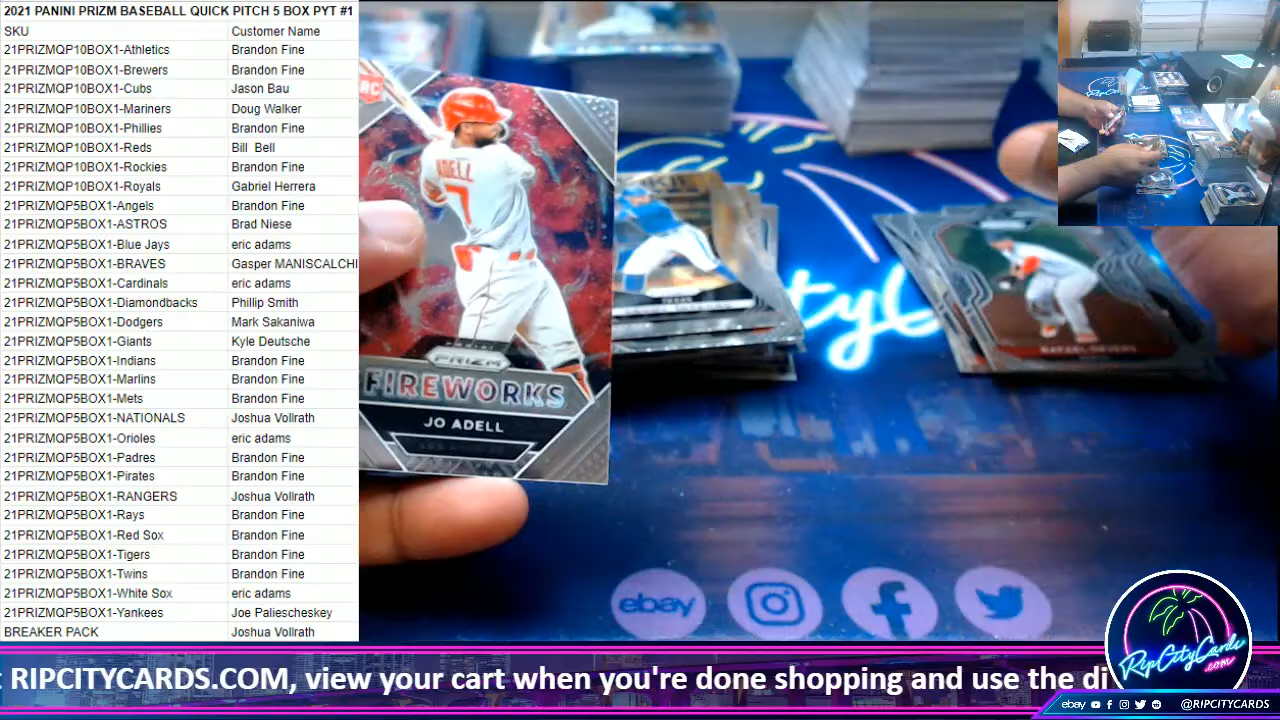 2021 PANINI PRIZM BASEBALL QUICK PITCH 5 BOX PYT #1
SKU Customer Name
21PRIZMQP10BOX1-Athletics Brandon Fine
21PRIZMQP10BOX1-Brewers Brandon Fine
21PRIZMQP10BOX1-Cubs Jason Bau
21PRIZMQP10BOX1-Mariners Doug Walker
21PRIZMQP10BOX1-Phillies Brandon Fine
21PRIZMQP10BOX1-Reds Bill Bell
21PRIZMQP10BOX1-Rockies Brandon Fine
21PRIZMQP10BOX1-Royals Gabriel Herrera
21PRIZMQP5BOX1-Angels Brandon Fine
21PRIZMQP5BOX1-ASTROS Brad Niese
21PRIZMQP5BOX1-Blue Jays eric adams
21PRIZMQP5BOX1-BRAVES Gasper MANISCALCHI
21PRIZMQP5BOX1-Cardinals eric adams
21PRIZMQP5BOX1-Diamondbacks Phillip Smith
21PRIZMQP5BOX1-Dodgers Mark Sakaniwa
21PRIZMQP5BOX1-Giants Kyle Deutsche
21PRIZMQP5BOX1-Indians Brandon Fine
21PRIZMQP5BOX1-Marlins Brandon Fine
21PRIZMQP5BOX1-Mets Brandon Fine
21PRIZMQP5BOX1-NATIONALS Joshua Vollrath
21PRIZMQP5BOX1-Orioles eric adams
21PRIZMQP5BOX1-Padres Brandon Fine
21PRIZMQP5BOX1-Pirates Brandon Fine
21PRIZMQP5BOX1-RANGERS Joshua Vollrath
21PRIZMQP5BOX1-Rays Brandon Fine
21PRIZMQP5BOX1-Red Sox Brandon Fine
21PRIZMQP5BOX1-Tigers Brandon Fine
21PRIZMQP5BOX1-Twins Brandon Fine
21PRIZMQP5BOX1-White Sox eric adams
21PRIZMQP5BOX1-Yankees Joe Paliescheskey
BREAKER PACK Joshua Vollrath
RC
ADELL
7
PRIZM
FIREWORKS
JO ADELL
ebay
RipCityCards
.com
RIPCITYCARDS.COM, view your cart when you're done shopping and use the di
ebay @RIPCITYCARDS